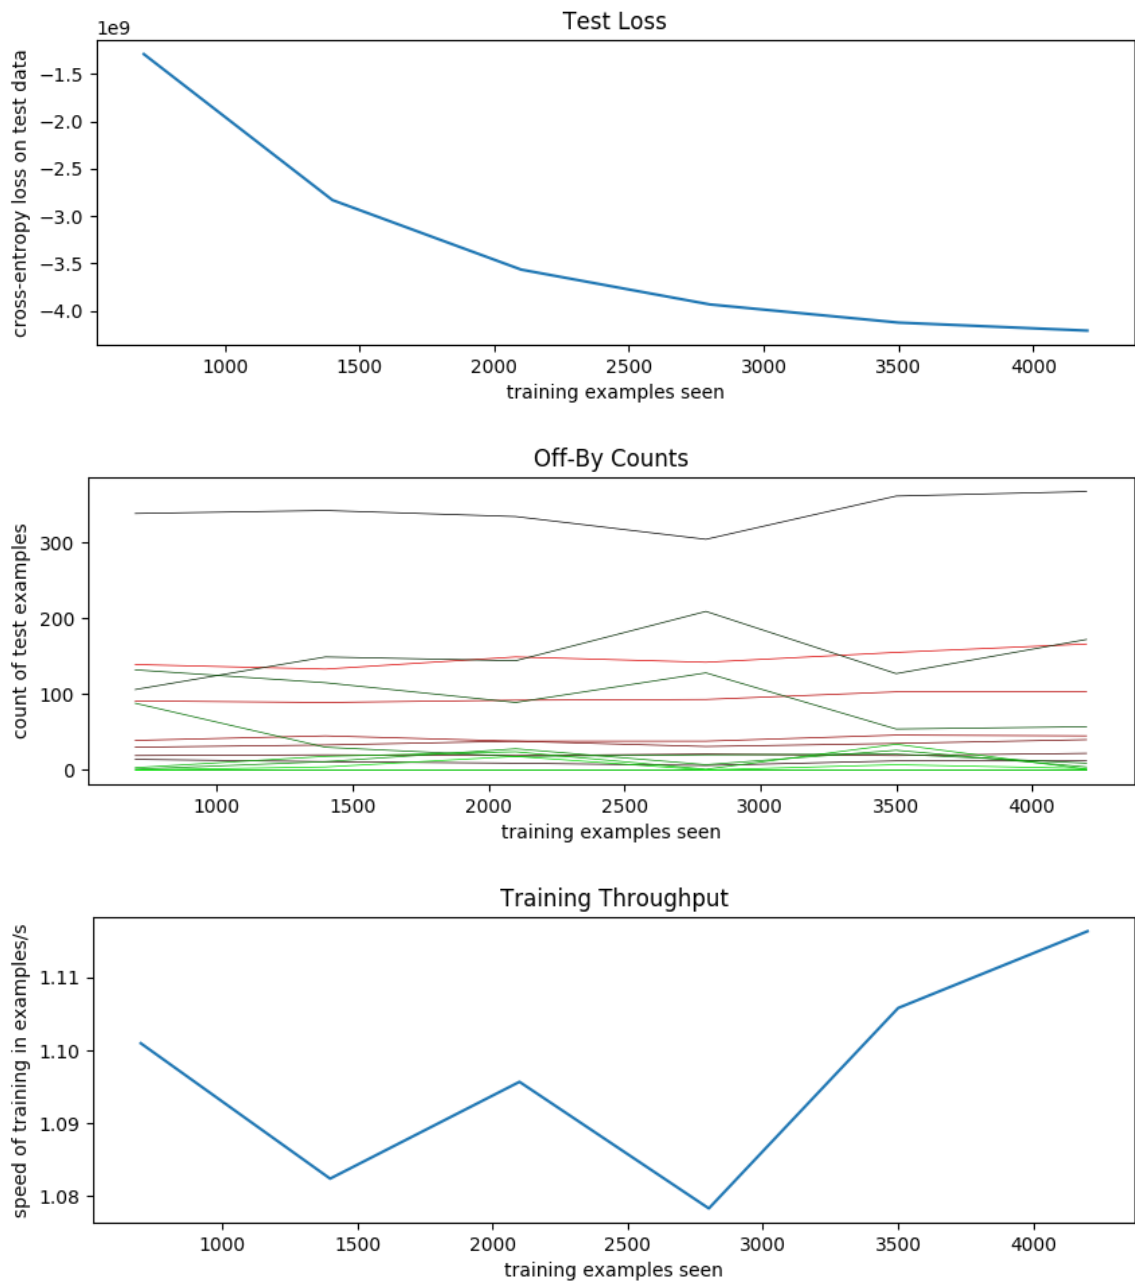 Test Loss
1e9
cross-entropy loss on test data
−1.5
−2.0
−2.5
−3.0
−3.5
−4.0
1000 1500 2000 2500 3000 3500 4000
training examples seen
Off-By Counts
count of test examples
300
200
100
0
1000 1500 2000 2500 3000 3500 4000
training examples seen
Training Throughput
speed of training in examples/s
1.11
1.10
1.09
1.08
1000 1500 2000 2500 3000 3500 4000
training examples seen